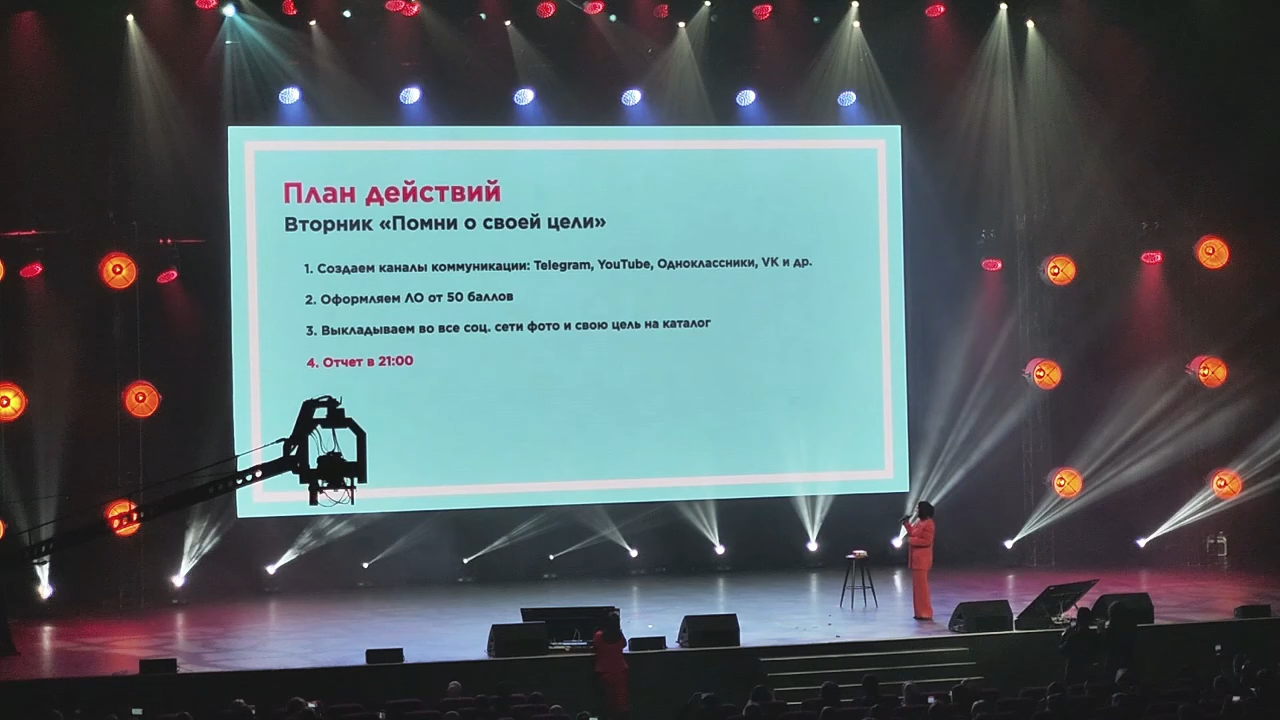 План действий
Вторник «Помни о своей цели»
1. Создаем каналы коммуникации: Telegram, YouTube, Одноклассники, VK и др.
2. Оформляем ЛО от 50 баллов
3. Выкладываем во все соц. сети фото и свою цель на каталог
4. Отчет в 21:00